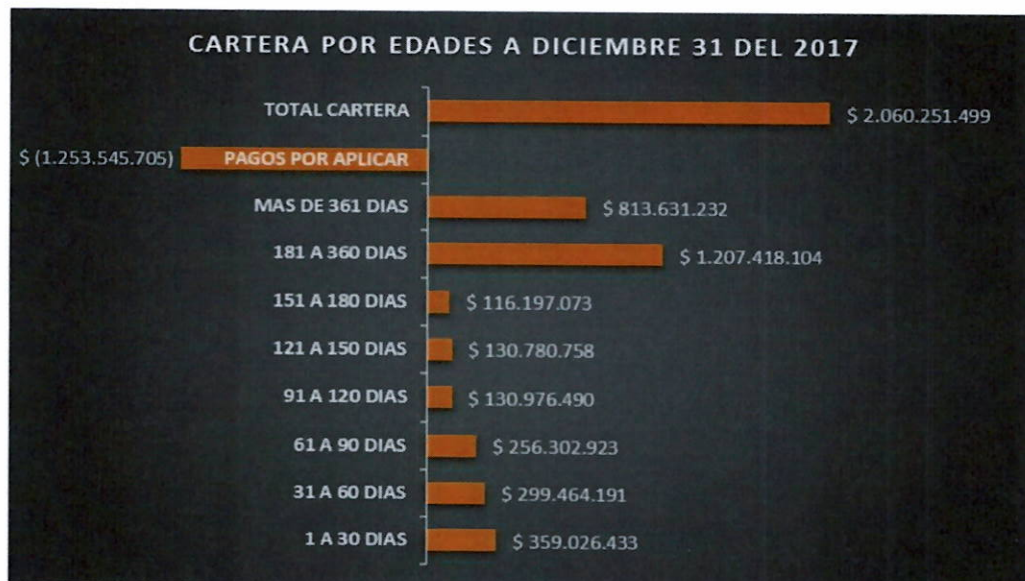 CARTERA POR EDADES A DICIEMBRE 31 DEL 2017
TOTAL CARTERA $ 2.060.251.499
$ (1.253.545.705) PAGOS POR APLICAR
MAS DE 361 DIAS $ 813.631.232
181 A 360 DIAS $ 1.207.418.104
151 A 180 DIAS $ 116.197.073
121 A 150 DIAS $ 130.780.758
91 A 120 DIAS $ 130.976.490
61 A 90 DIAS $ 256.302.923
31 A 60 DIAS $ 299.464.191
1 A 30 DIAS $ 359.026.433